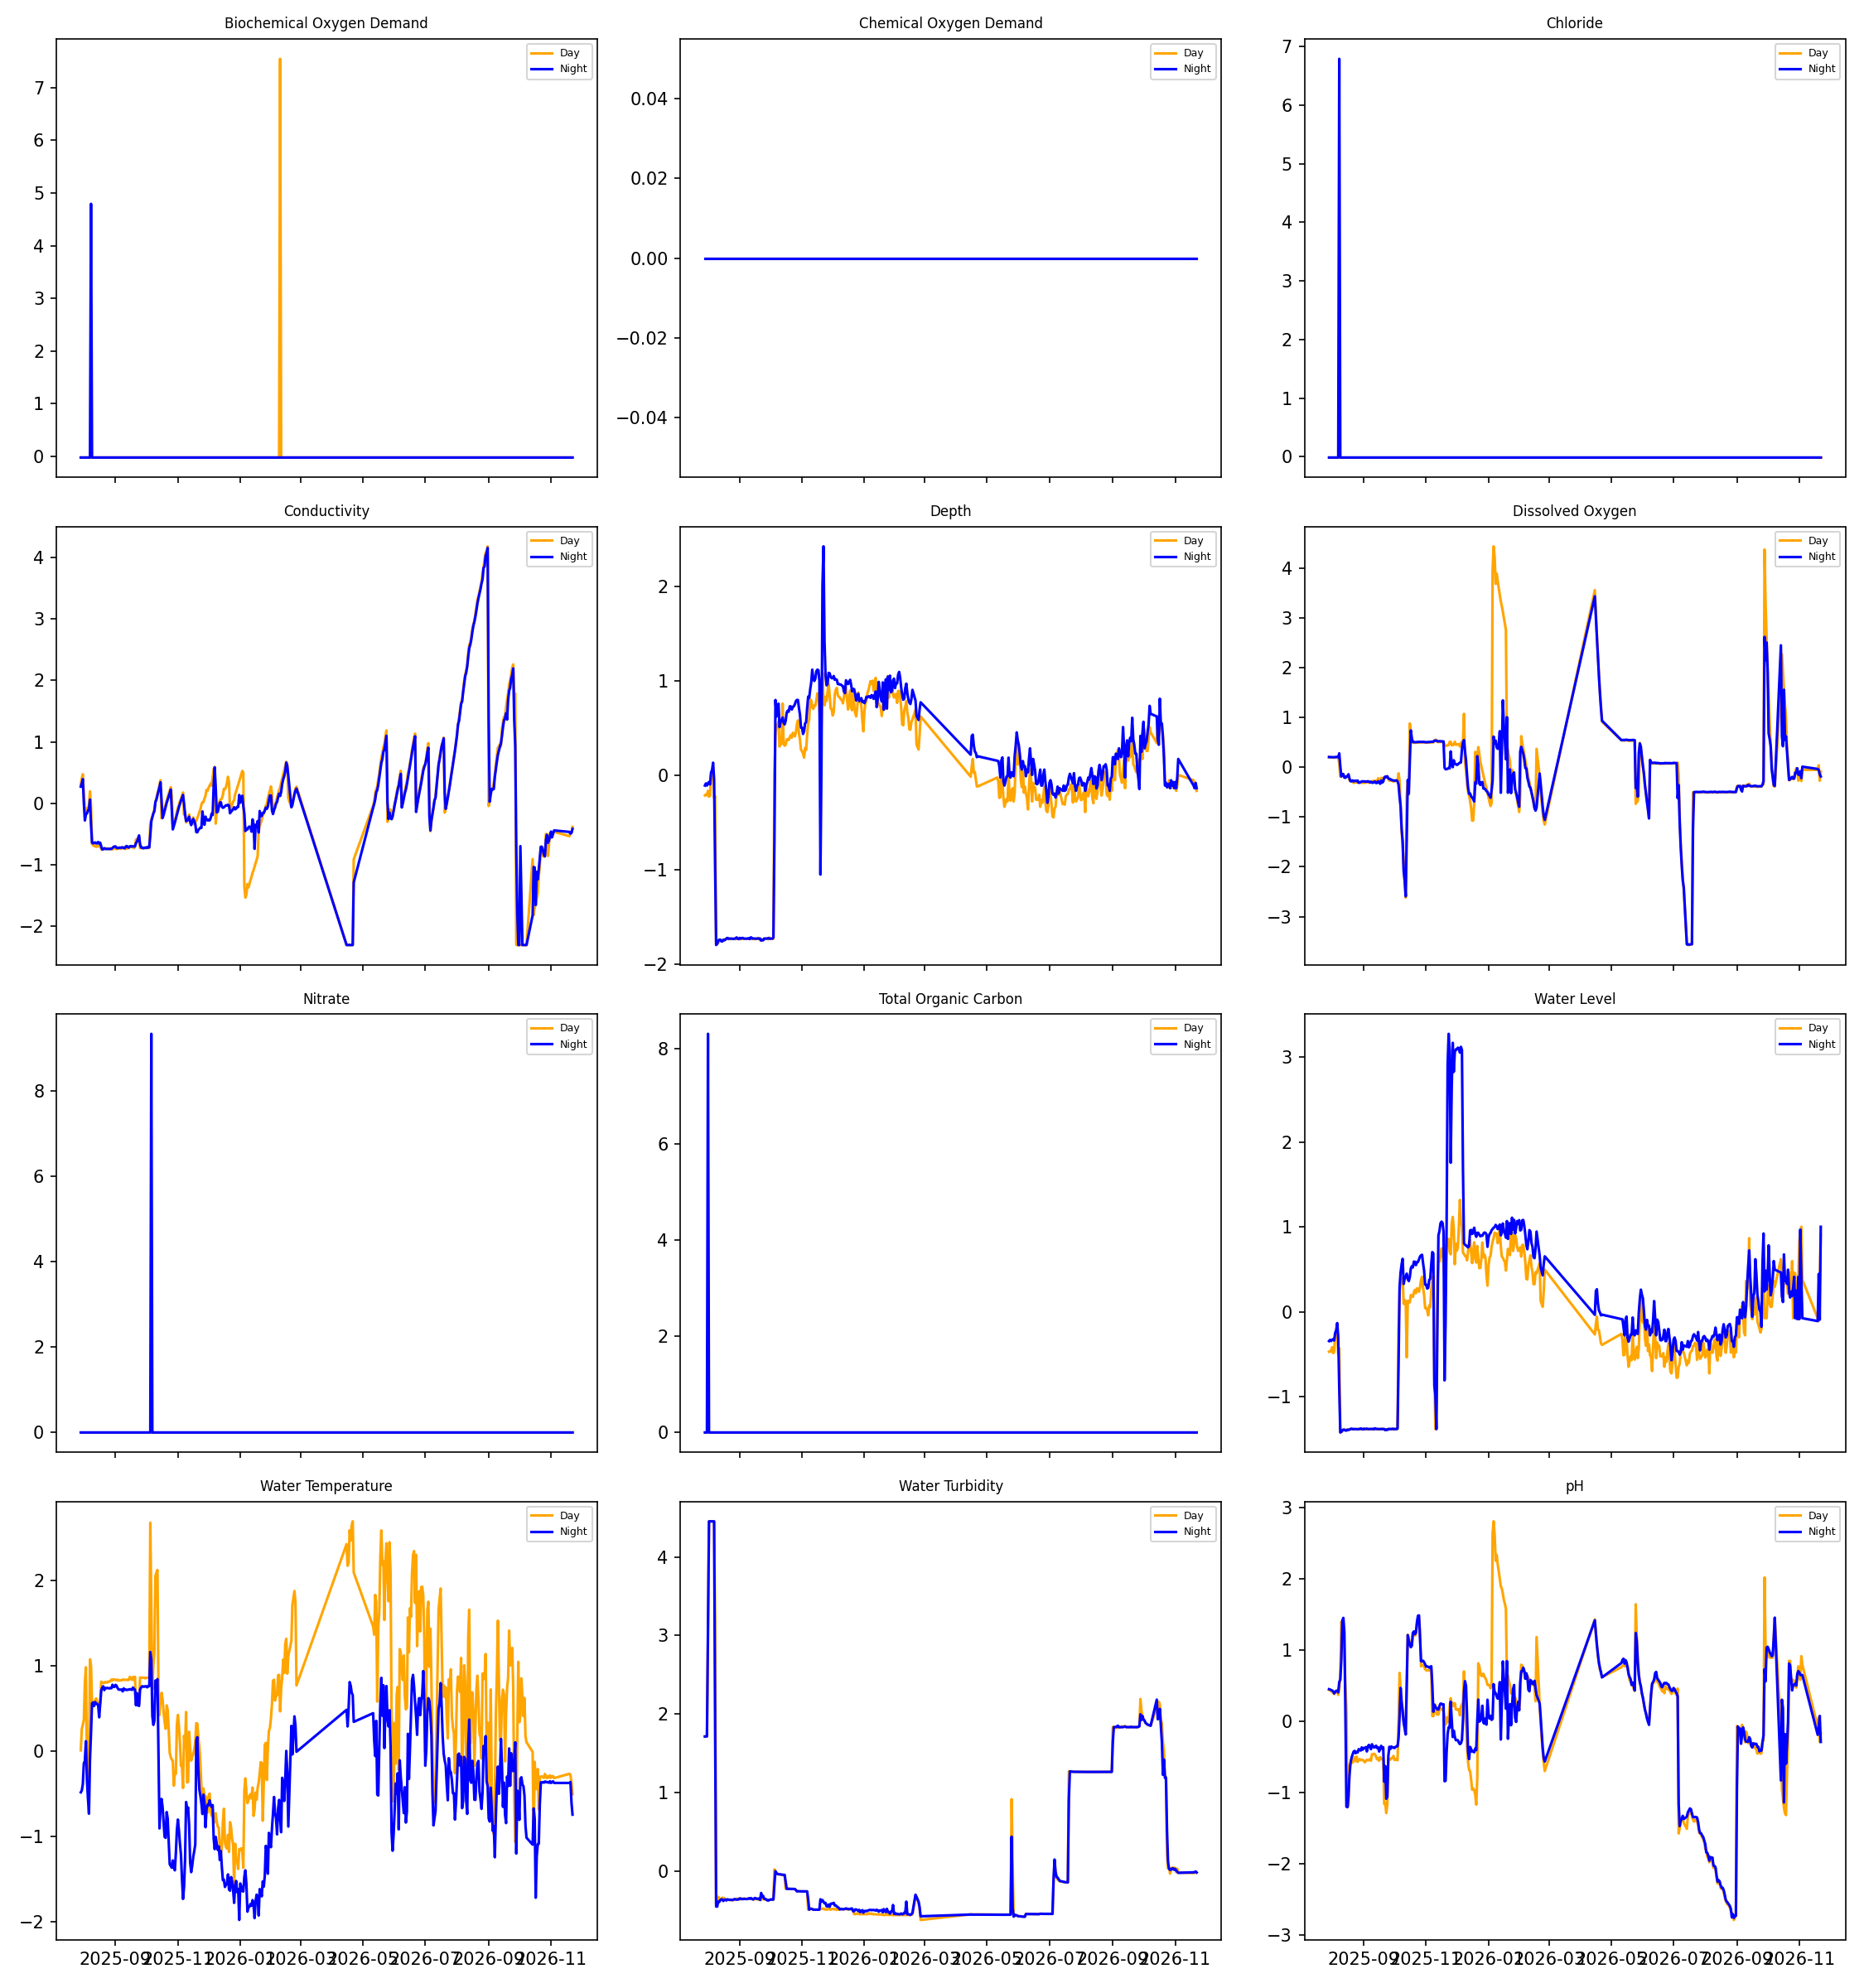 Biochemical Oxygen Demand
Day
Night
7
6
5
4
3
2
1
0
Chemical Oxygen Demand
Day
Night
0.04
0.02
0.00
−0.02
−0.04
Chloride
Day
Night
7
6
5
4
3
2
1
0
Conductivity
Day
Night
4
3
2
1
0
−1
−2
Depth
Day
Night
2
1
0
−1
−2
Dissolved Oxygen
Day
Night
4
3
2
1
0
−1
−2
−3
Nitrate
Day
Night
8
6
4
2
0
Total Organic Carbon
Day
Night
8
6
4
2
0
Water Level
Day
Night
3
2
1
0
−1
Water Temperature
Day
Night
2
1
0
−1
−2
2025-09 2025-11 2026-01 2026-03 2026-05 2026-07 2026-09 2026-11
Water Turbidity
Day
Night
4
3
2
1
0
2025-09 2025-11 2026-01 2026-03 2026-05 2026-07 2026-09 2026-11
pH
Day
Night
3
2
1
0
−1
−2
−3
2025-09 2025-11 2026-01 2026-03 2026-05 2026-07 2026-09 2026-11